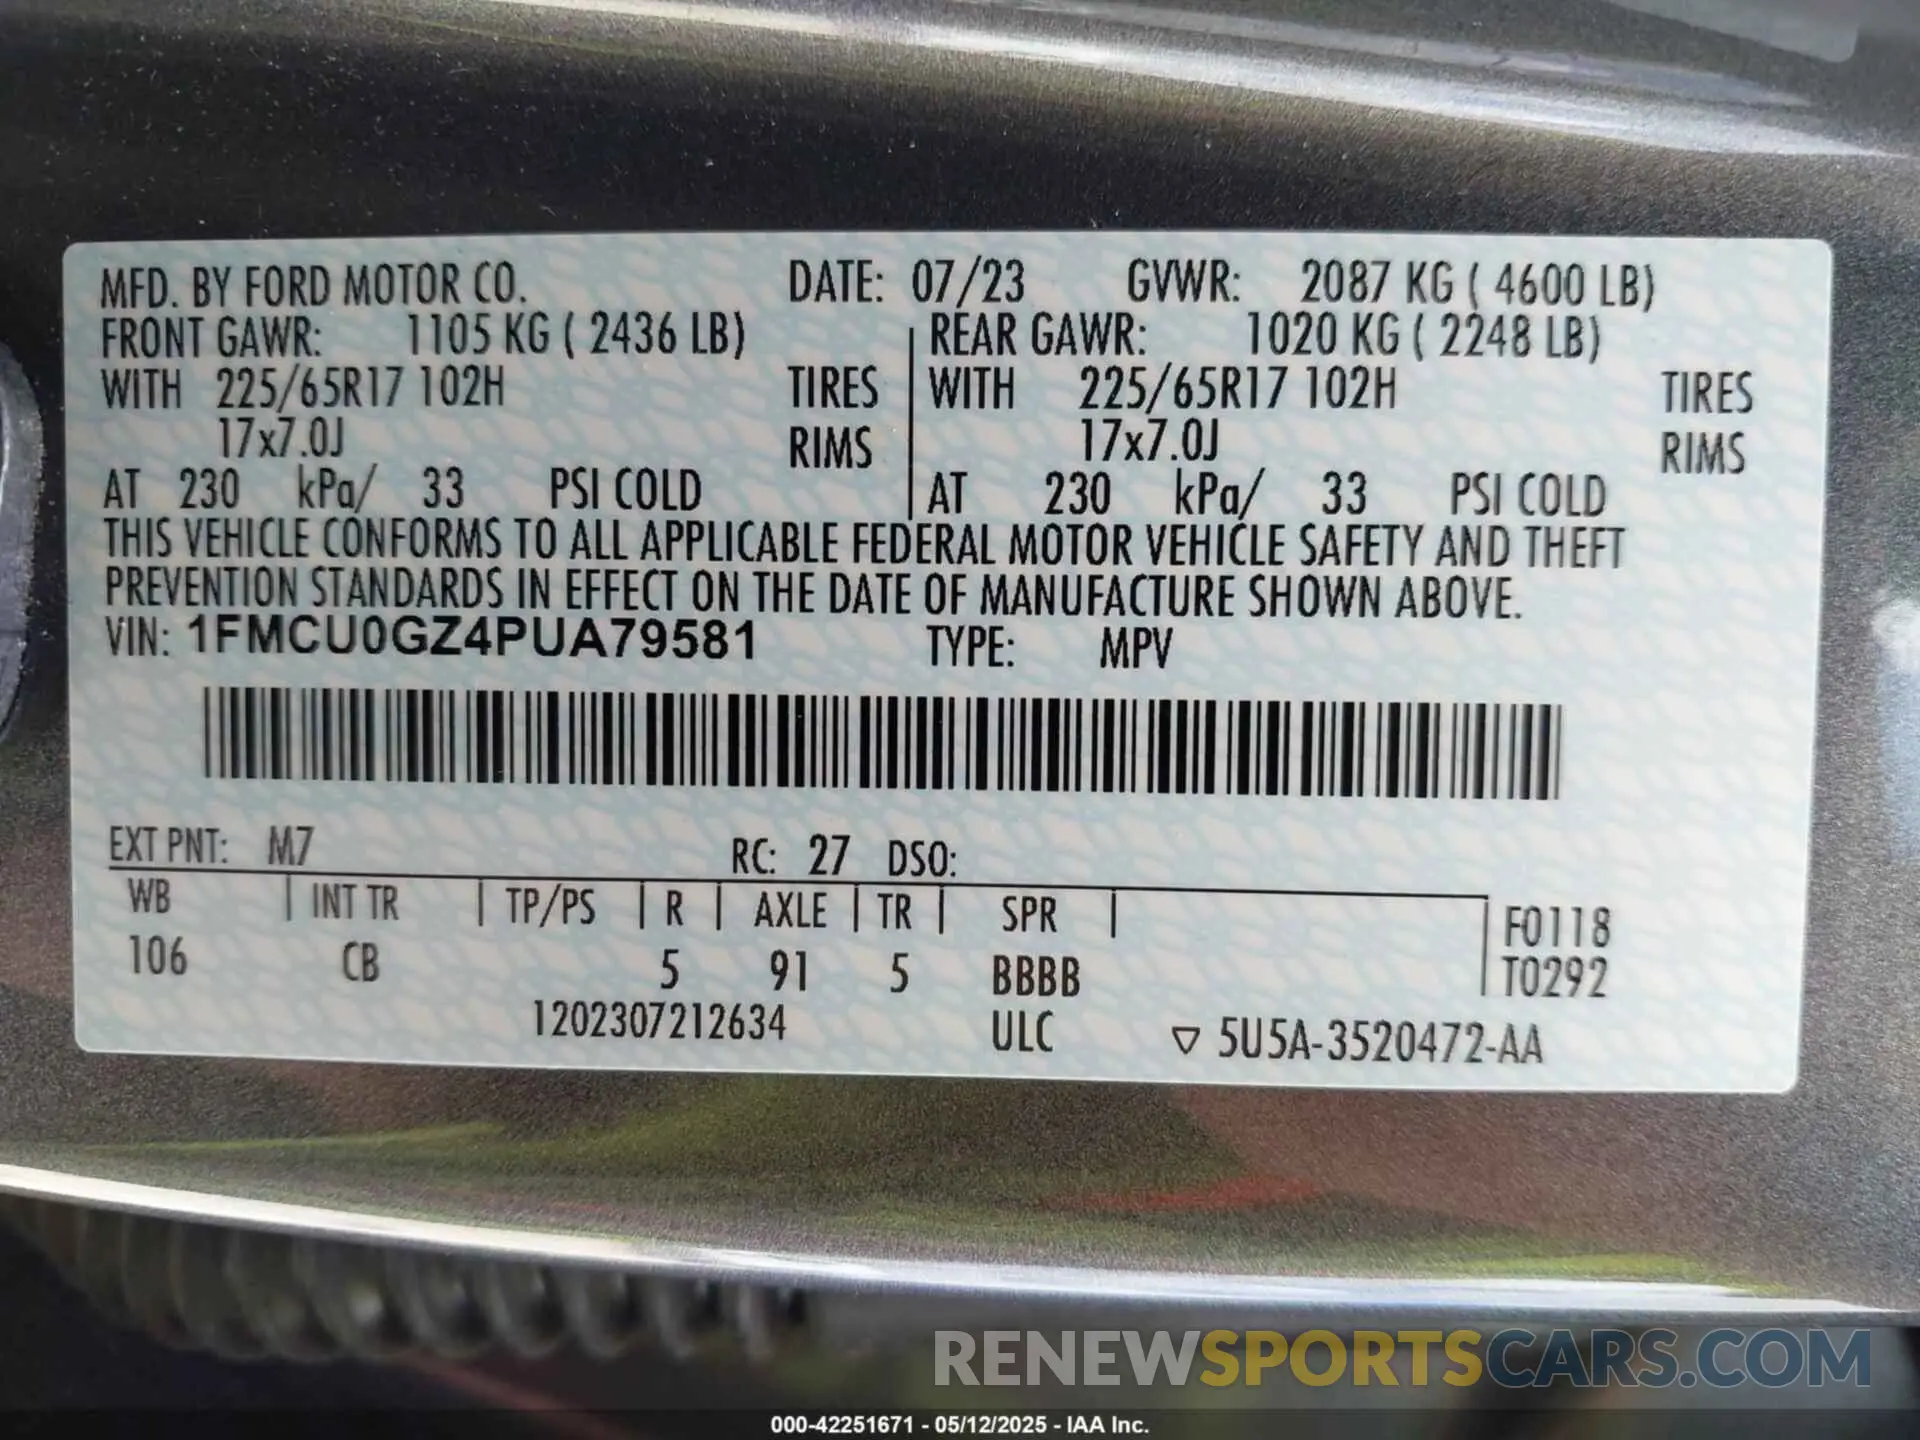 MFD. BY FORD MOTOR CO. DATE: 07/23 GVWR: 2087 KG ( 4600 LB)
FRONT GAWR: 1105 KG ( 2436 LB) REAR GAWR: 1020 KG ( 2248 LB)
WITH 225/65R17 102H TIRES WITH 225/65R17 102H TIRES
17x7.0J RIMS 17x7.0J RIMS
AT 230 kPa/ 33 PSI COLD AT 230 kPa/ 33 PSI COLD
THIS VEHICLE CONFORMS TO ALL APPLICABLE FEDERAL MOTOR VEHICLE SAFETY AND THEFT
PREVENTION STANDARDS IN EFFECT ON THE DATE OF MANUFACTURE SHOWN ABOVE.
VIN: 1FMCU0GZ4PUA79581 TYPE: MPV
EXT PNT: M7 RC: 27 DSO:
WB INT TR TP/PS R AXLE TR SPR F0118
106 CB 5 91 5 BBBB T0292
1202307212634 ULC ▽ 5U5A-3520472-AA
RENEWSPORTSCARS.COM
000-42251671 - 05/12/2025 - IAA Inc.